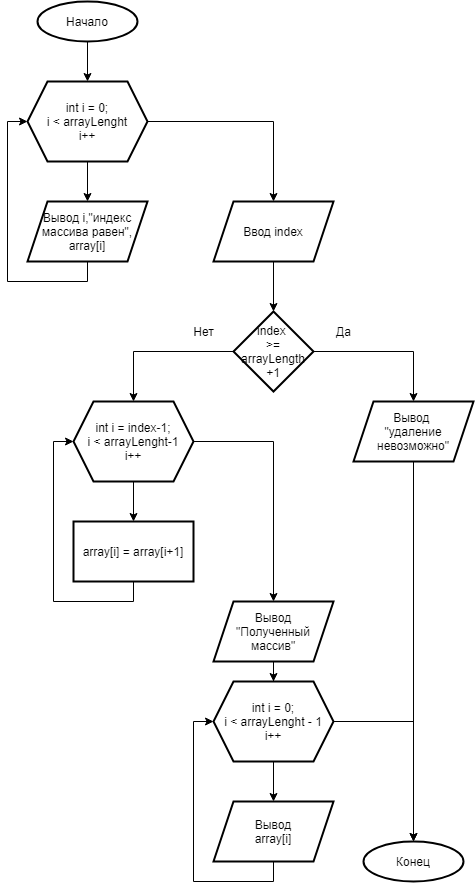 Начало
int i = 0;
i < arrayLenght
i++
Вывод i,"индекс
массива равен",
array[i]
Ввод index
index
>=
arrayLength
+1
Нет
Да
int i = index-1;
i < arrayLenght-1
i++
Вывод
"удаление
невозможно"
array[i] = array[i+1]
Вывод
"Полученный
массив"
int i = 0;
i < arrayLenght - 1
i++
Вывод
array[i]
Конец